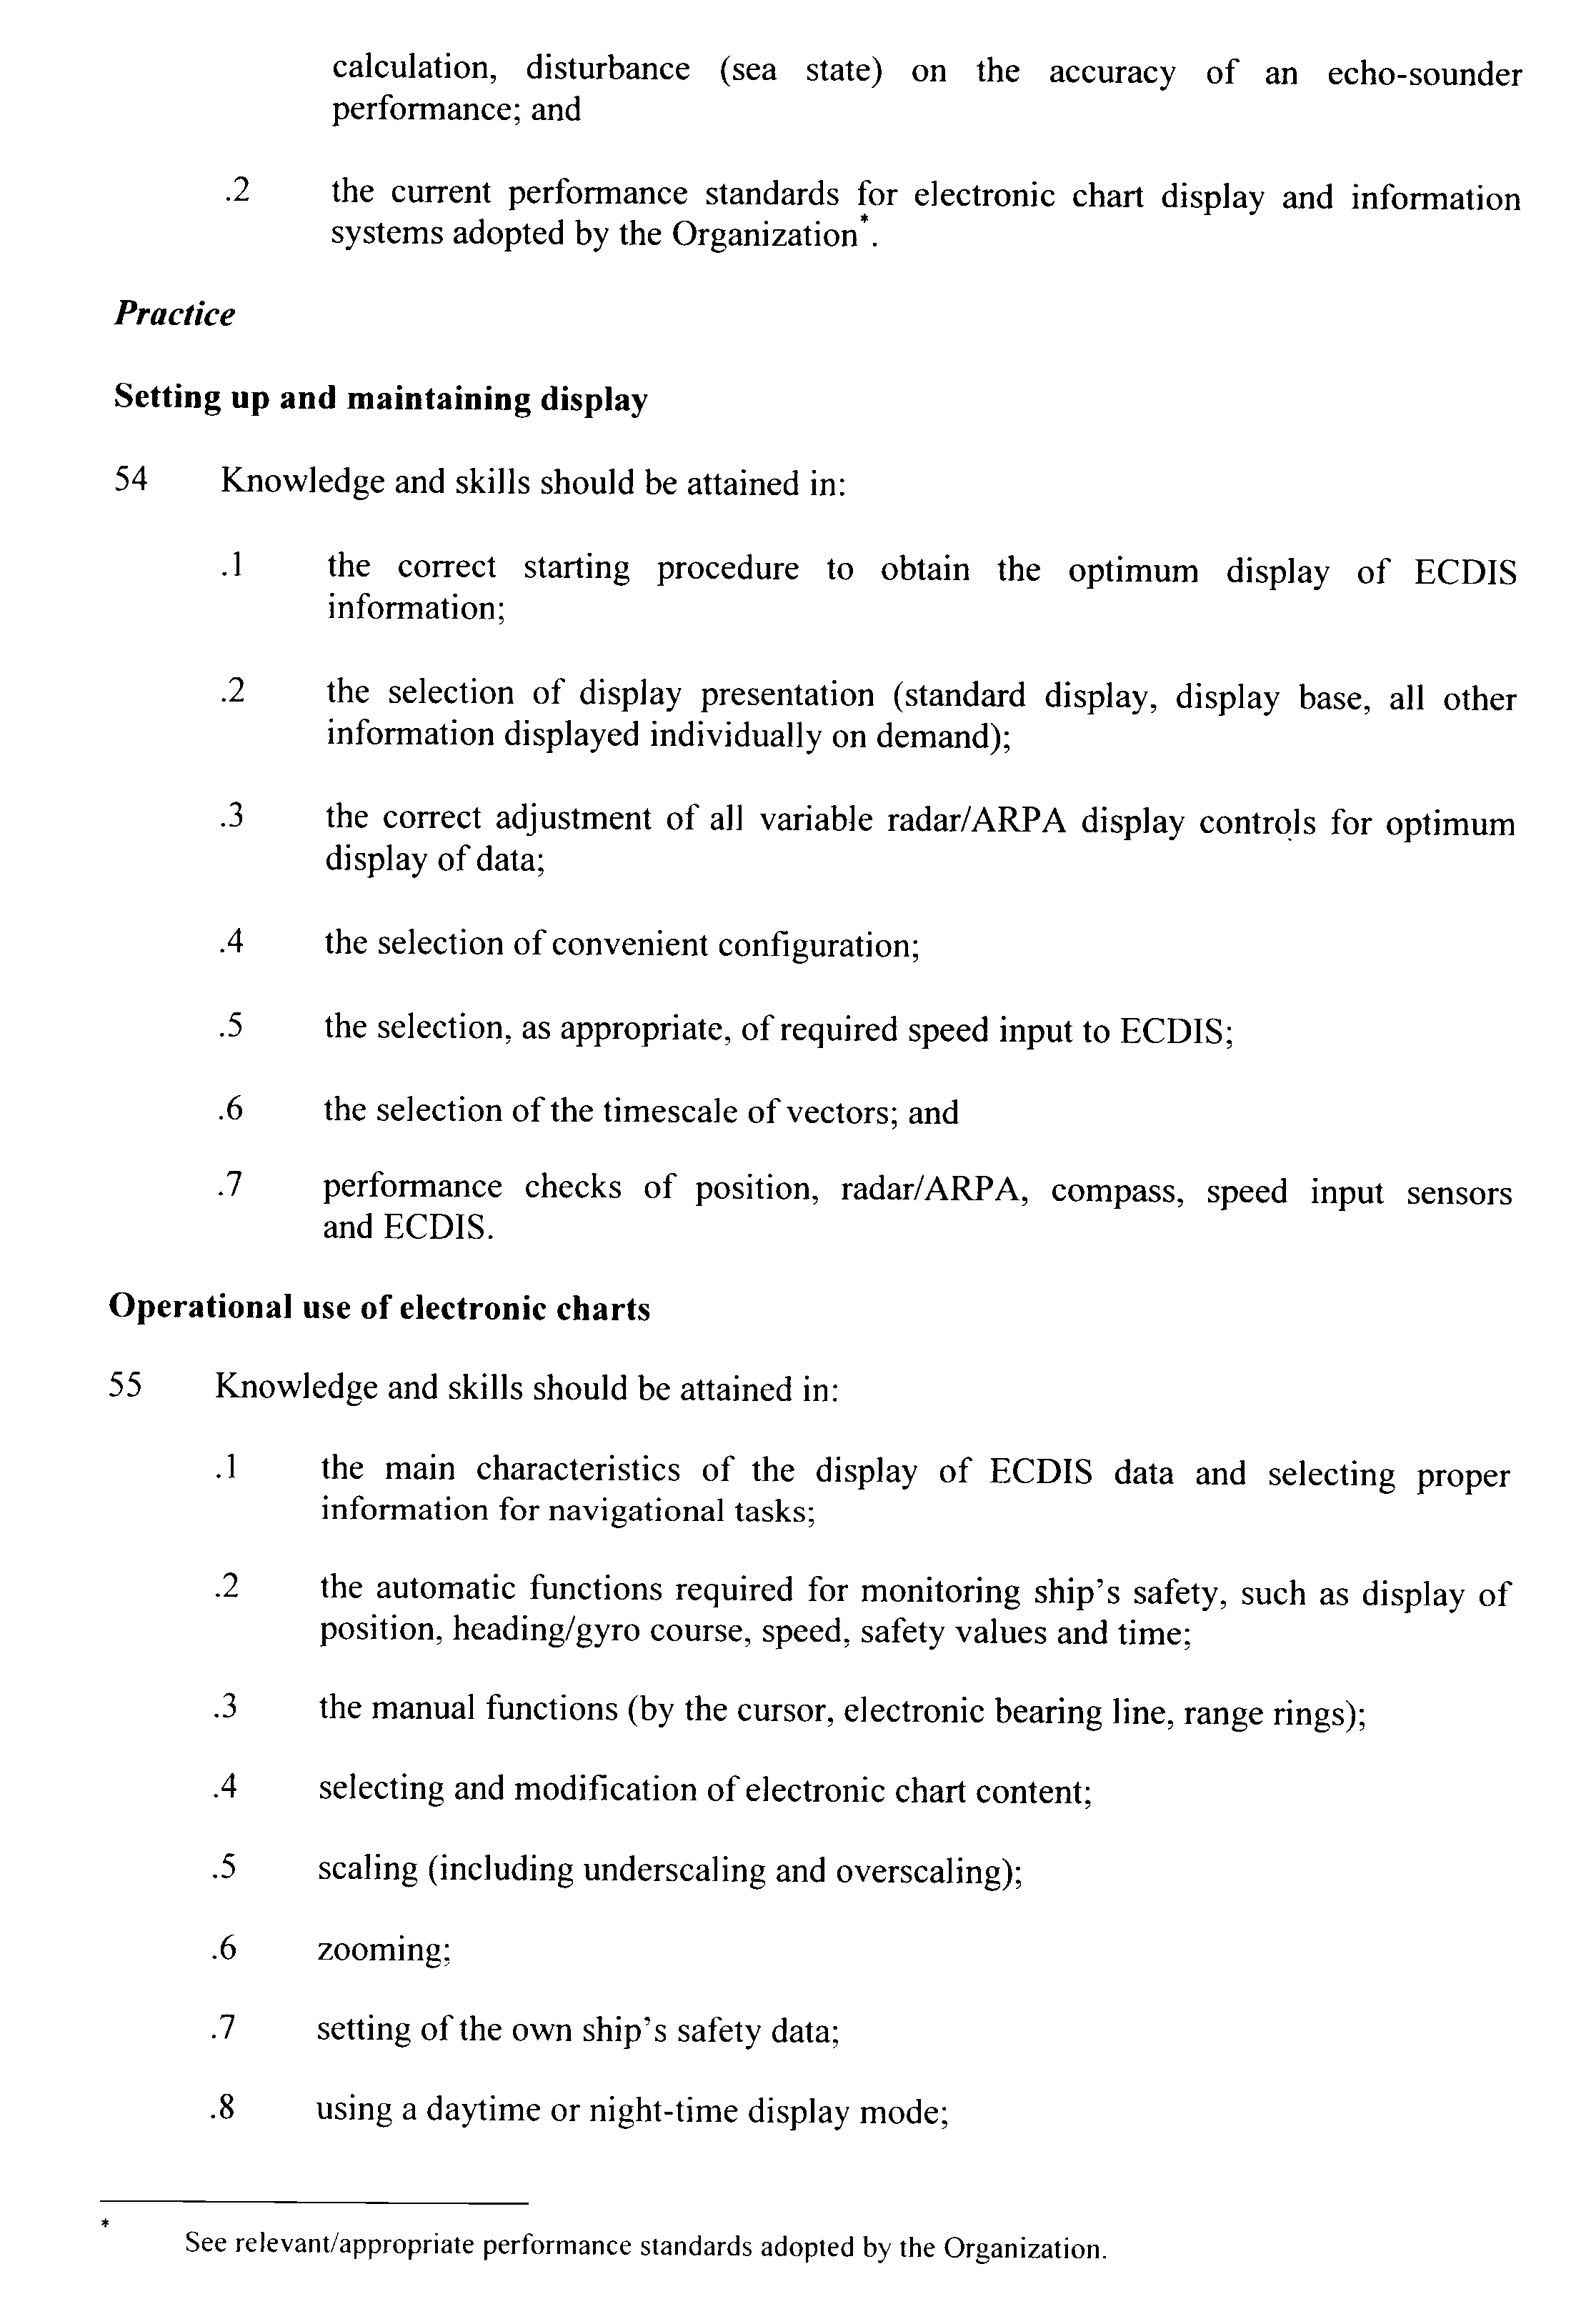 calculation, disturbance (sea state) on the accuracy of an echo-sounder
performance; and
.2 the current performance standards for electronic chart display and information
systems adopted by the Organization*.
Practice
Setting up and maintaining display
54 Knowledge and skills should be attained in:
.1 the correct starting procedure to obtain the optimum display of ECDIS
information;
.2 the selection of display presentation (standard display, display base, all other
information displayed individually on demand);
.3 the correct adjustment of all variable radar/ARPA display controls for optimum
display of data;
.4 the selection of convenient configuration;
.5 the selection, as appropriate, of required speed input to ECDIS;
.6 the selection of the timescale of vectors; and
.7 performance checks of position, radar/ARPA, compass, speed input sensors
and ECDIS.
Operational use of electronic charts
55 Knowledge and skills should be attained in:
.1 the main characteristics of the display of ECDIS data and selecting proper
information for navigational tasks;
.2 the automatic functions required for monitoring ship's safety, such as display of
position, heading/gyro course, speed, safety values and time;
.3 the manual functions (by the cursor, electronic bearing line, range rings);
.4 selecting and modification of electronic chart content;
.5 scaling (including underscaling and overscaling);
.6 zooming;
.7 setting of the own ship's safety data;
.8 using a daytime or night-time display mode;
* See relevant/appropriate performance standards adopted by the Organization.